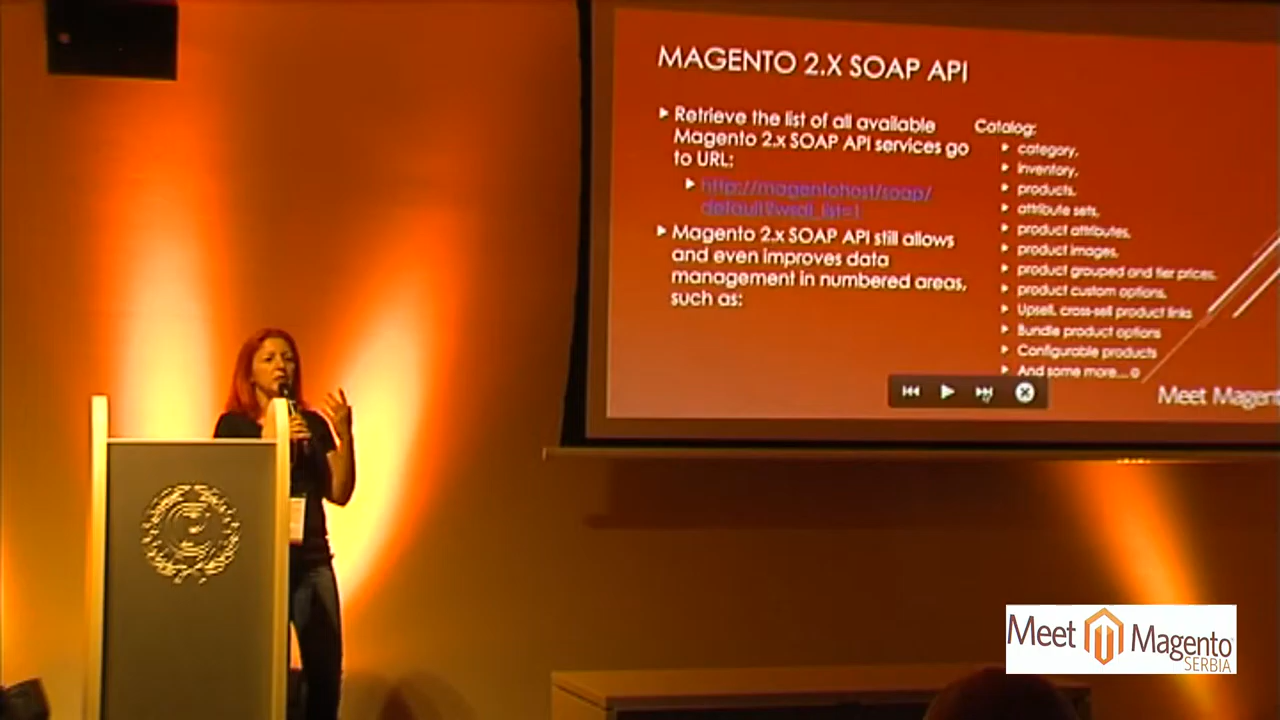 MAGENTO 2.X SOAP API
Retrieve the list of all available
Magento 2.x SOAP API services go
to URL:
http://magentohost/soap/
default?wsdl_list=1
Magento 2.x SOAP API still allows
and even improves data
management in numbered areas,
such as:
Catalog:
category,
inventory,
products,
attribute sets,
product attributes,
product images,
product grouped and tier prices,
product custom options,
Upsell, cross-sell product links
Bundle product options
Configurable products
And some more...
Meet Magen
Meet Magento
SERBIA